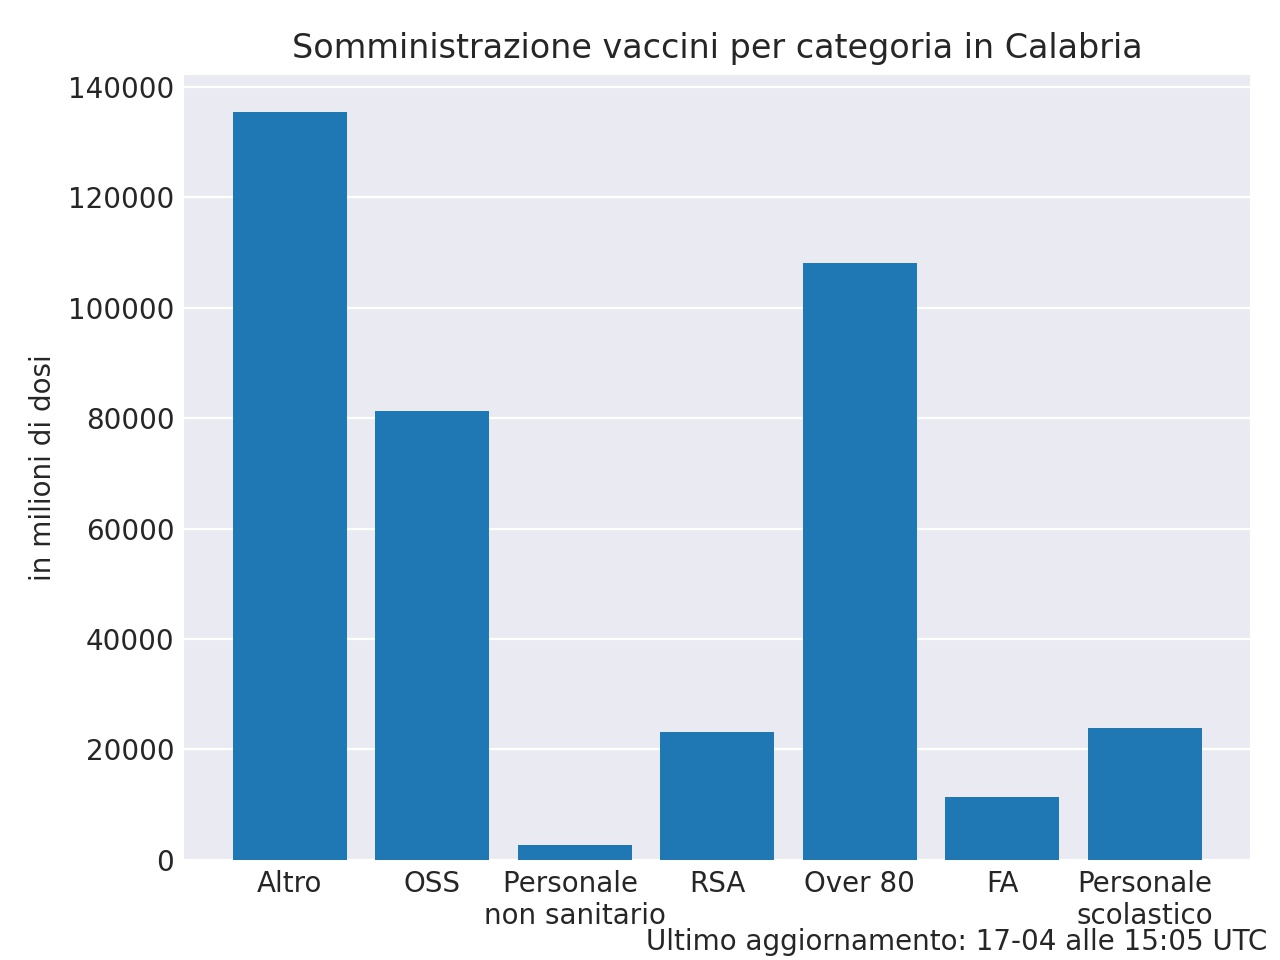 Somministrazione vaccini per categoria in Calabria
in milioni di dosi
140000
120000
100000
80000
60000
40000
20000
0
Altro OSS Personale RSA Over 80 FA Personale
non sanitario scolastico
Ultimo aggiornamento: 17-04 alle 15:05 UTC